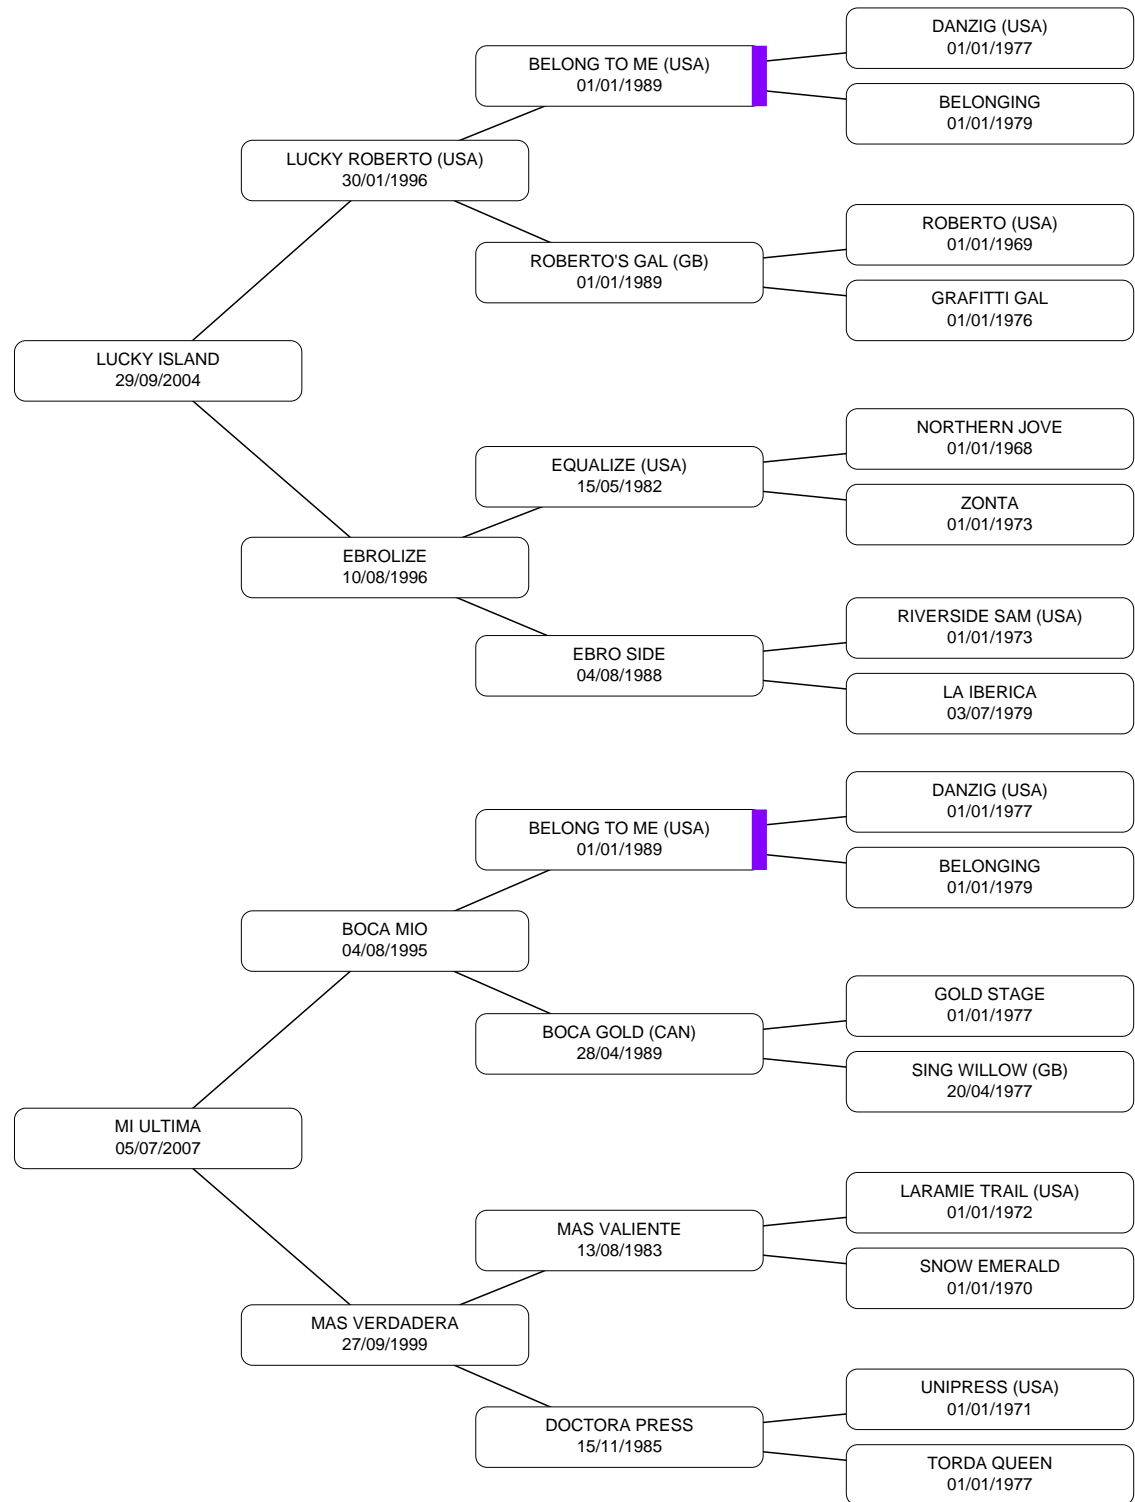 DANZIG (USA)
01/01/1977
BELONG TO ME (USA)
01/01/1989
BELONGING
01/01/1979
LUCKY ROBERTO (USA)
30/01/1996
ROBERTO (USA)
01/01/1969
ROBERTO'S GAL (GB)
01/01/1989
GRAFITTI GAL
01/01/1976
LUCKY ISLAND
29/09/2004
NORTHERN JOVE
01/01/1968
EQUALIZE (USA)
15/05/1982
ZONTA
01/01/1973
EBROLIZE
10/08/1996
RIVERSIDE SAM (USA)
01/01/1973
EBRO SIDE
04/08/1988
LA IBERICA
03/07/1979
DANZIG (USA)
01/01/1977
BELONG TO ME (USA)
01/01/1989
BELONGING
01/01/1979
BOCA MIO
04/08/1995
GOLD STAGE
01/01/1977
BOCA GOLD (CAN)
28/04/1989
SING WILLOW (GB)
20/04/1977
MI ULTIMA
05/07/2007
LARAMIE TRAIL (USA)
01/01/1972
MAS VALIENTE
13/08/1983
SNOW EMERALD
01/01/1970
MAS VERDADERA
27/09/1999
UNIPRESS (USA)
01/01/1971
DOCTORA PRESS
15/11/1985
TORDA QUEEN
01/01/1977